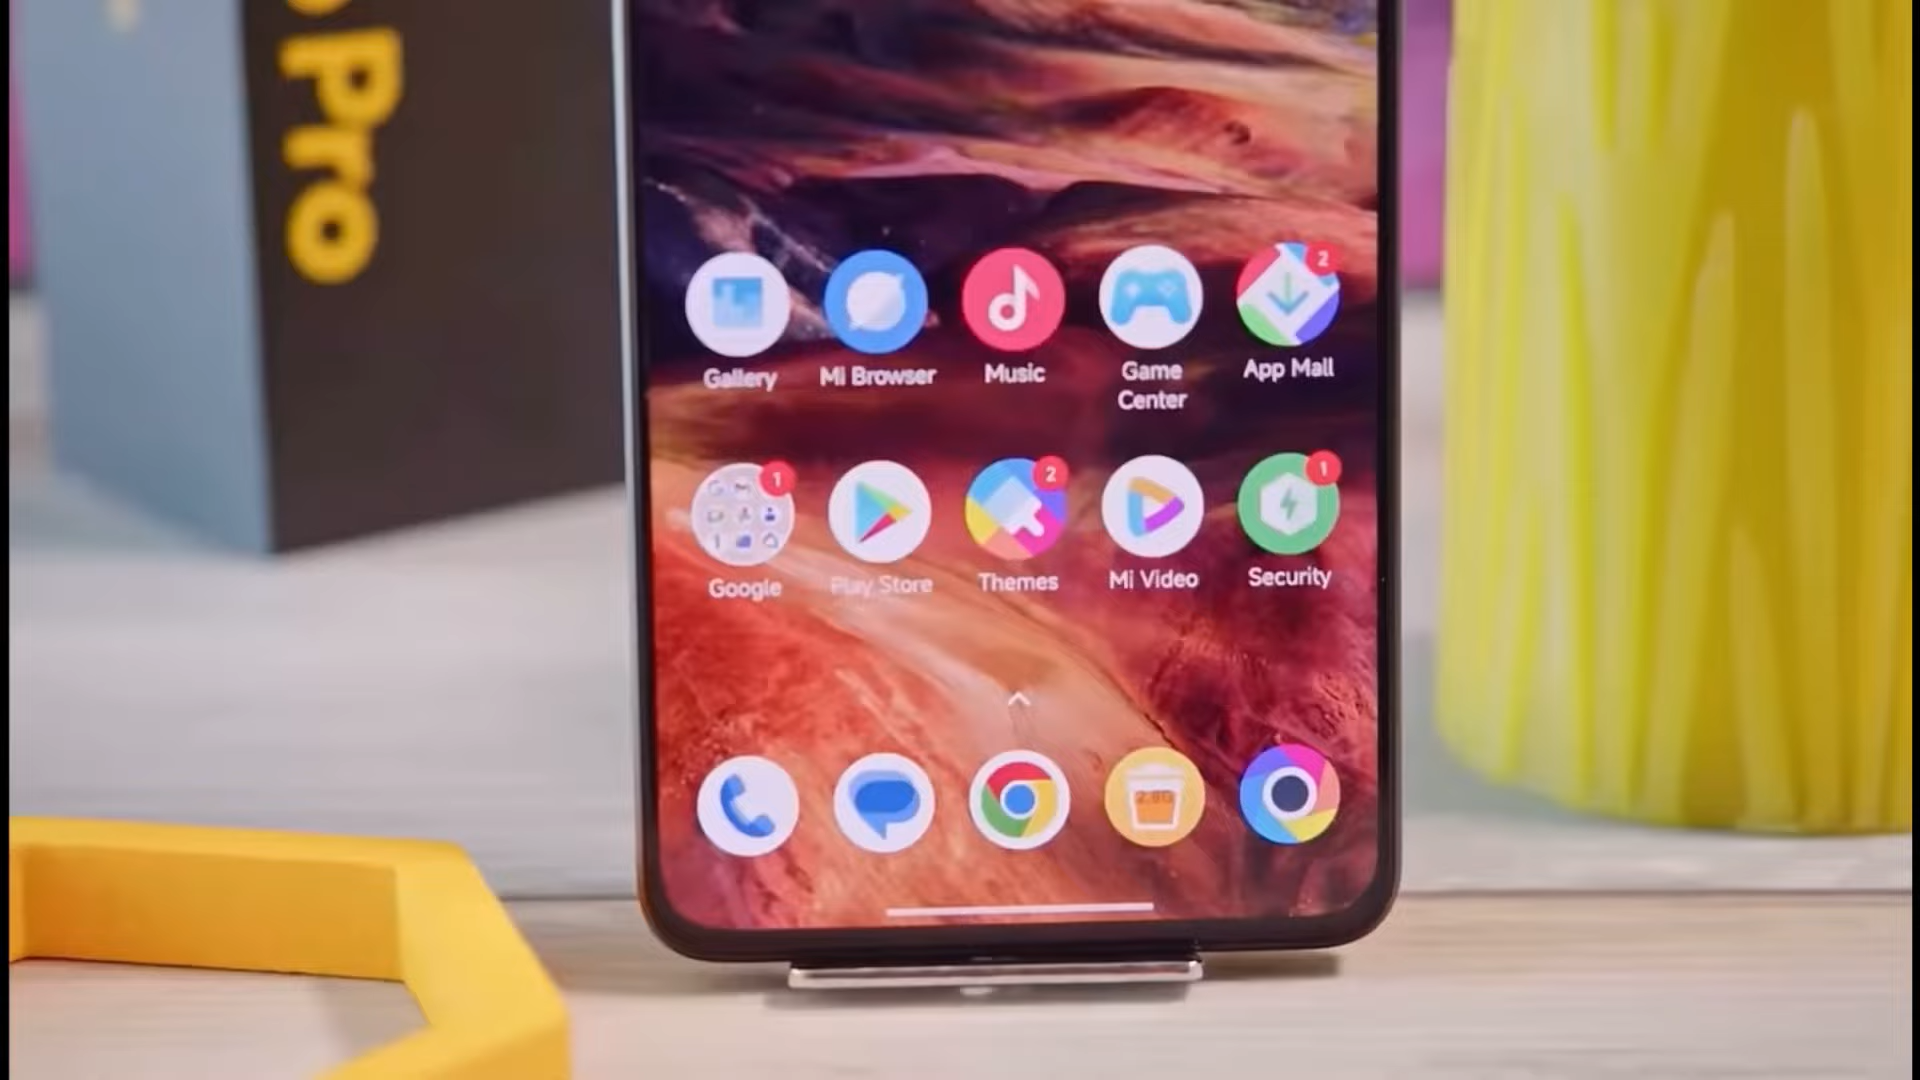 Pro
Gallery
Mi Browser
Music
Game
Center
App Mall
2
Google
1
Play Store
Themes
2
Mi Video
Security
1